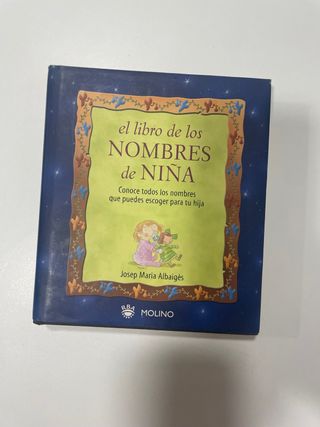 el libro de los
NOMBRES
de NIÑA
Conoce todos los nombres
que puedes escoger para tu hija
Josep Maria Albaigès
RBA
MOLINO